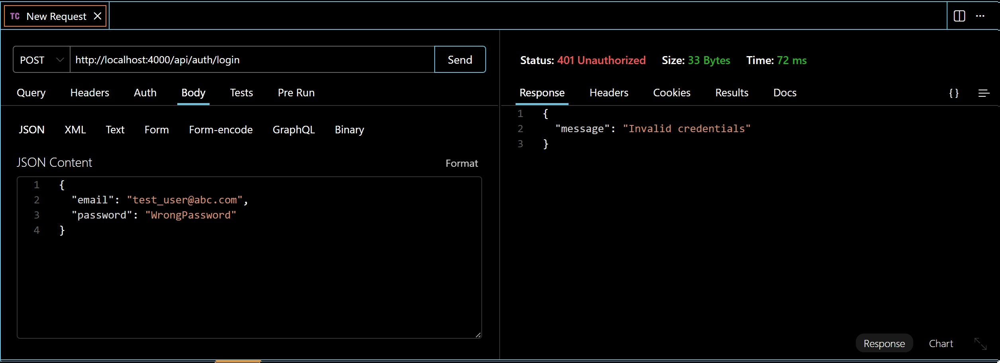 TC New Request
POST http://localhost:4000/api/auth/login Send
Query Headers Auth Body Tests Pre Run
JSON XML Text Form Form-encode GraphQL Binary
JSON Content Format
1 {
2 "email": "test_user@abc.com",
3 "password": "WrongPassword"
4 }
Status: 401 Unauthorized Size: 33 Bytes Time: 72 ms
Response Headers Cookies Results Docs {}
1 {
2 "message": "Invalid credentials"
3 }
Response Chart